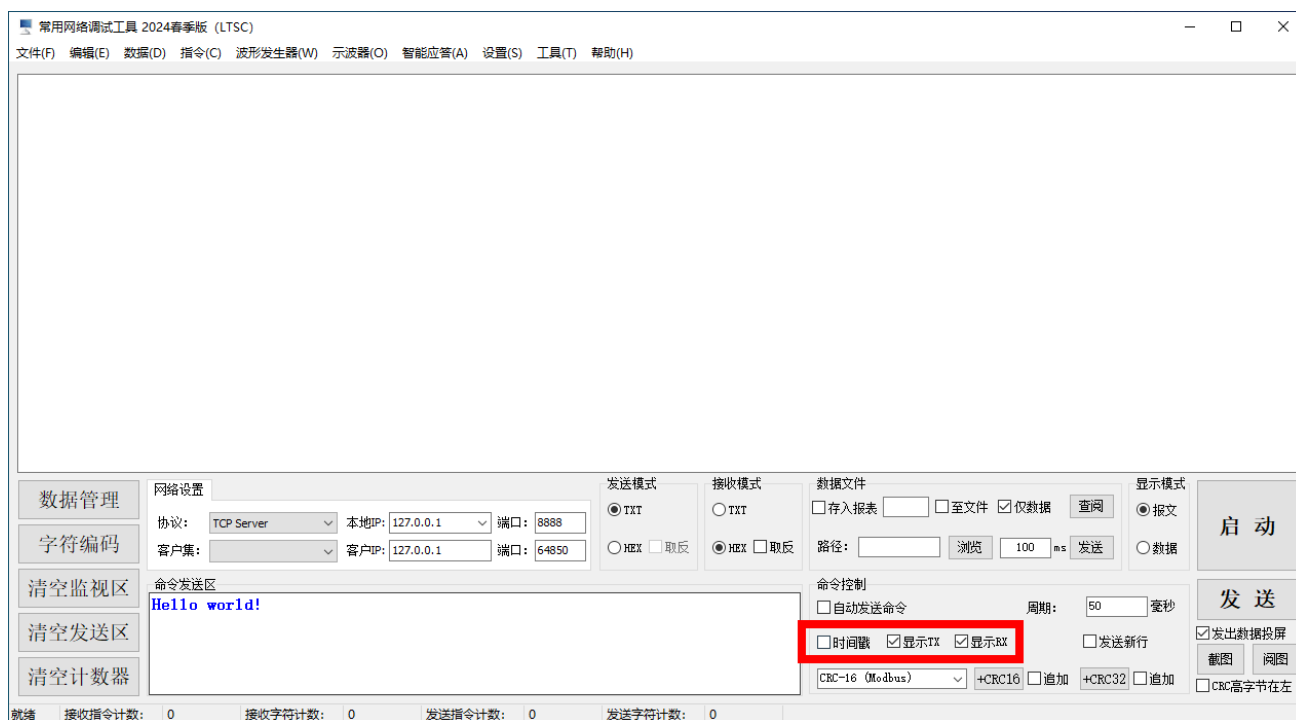 常用网络调试工具 2024春季版（LTSC）
文件(F) 编辑(E) 数据(D) 指令(C) 波形发生器(W) 示波器(O) 智能应答(A) 设置(S) 工具(T) 帮助(H)
数据管理
字符编码
清空监视区
清空发送区
清空计数器
网络设置
协议： TCP Server 本地IP: 127.0.0.1 端口: 8888
客户集： 客户IP: 127.0.0.1 端口: 64850
发送模式
TXT
HEX 取反
接收模式
TXT
HEX 取反
数据文件
存入报表 至文件 仅数据 查阅
路径： 浏览 100 ms 发送
显示模式
报文
数据
启 动
命令发送区
Hello world!
命令控制
自动发送命令 周期: 50 毫秒
时间戳 显示TX 显示RX 发送新行
CRC-16 (Modbus) +CRC16 追加 +CRC32 追加
发 送
发出数据投屏
截图 阅图
CRC高字节在左
就绪 接收指令计数: 0 接收字符计数: 0 发送指令计数: 0 发送字符计数: 0